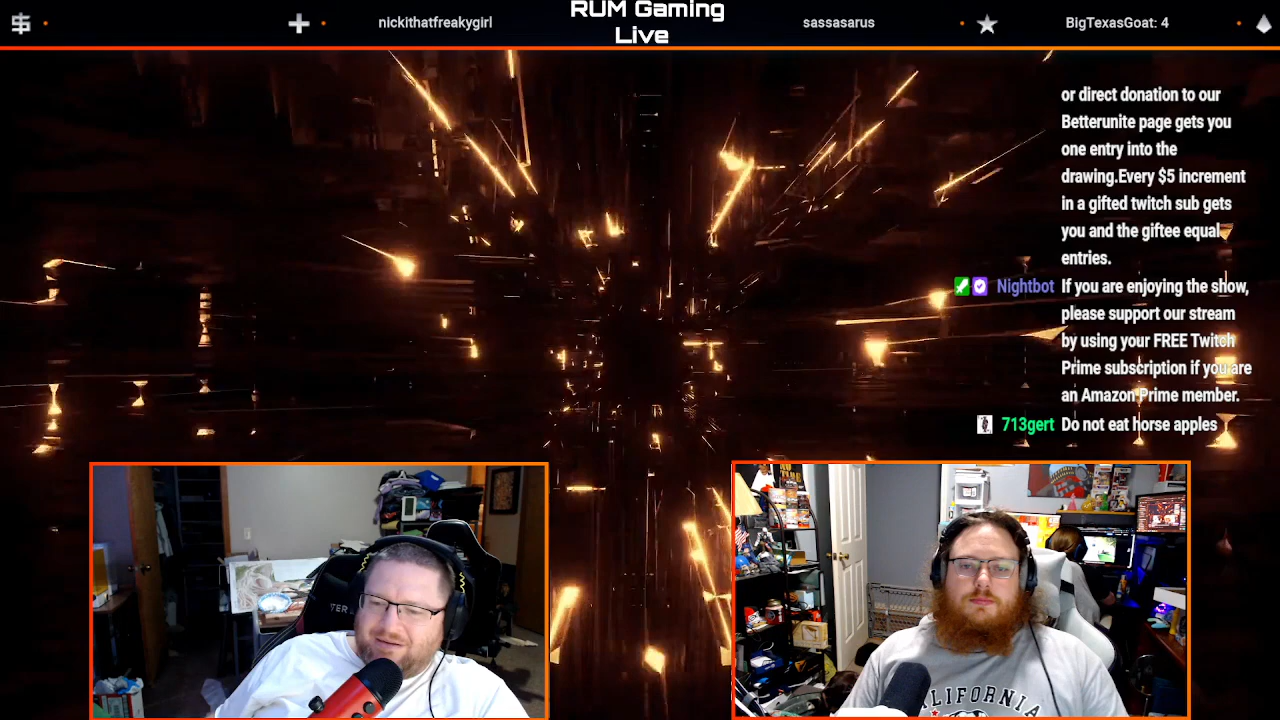 nickithatfreakygirl
RUM Gaming
Live
sassasarus
BigTexasGoat: 4
or direct donation to our
Betterunite page gets you
one entry into the
drawing.Every $5 increment
in a gifted twitch sub gets
you and the giftee equal
entries.
Nightbot If you are enjoying the show,
please support our stream
by using your FREE Twitch
Prime subscription if you are
an Amazon Prime member.
713gert Do not eat horse apples
CALIFORNIA